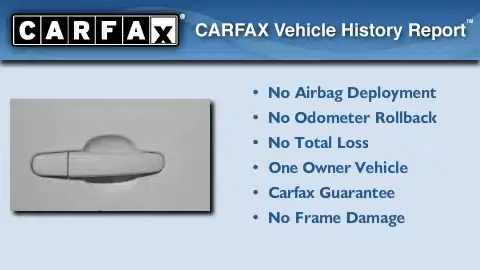 CARFAX® CARFAX Vehicle History Report™
• No Airbag Deployment
• No Odometer Rollback
• No Total Loss
• One Owner Vehicle
• Carfax Guarantee
• No Frame Damage